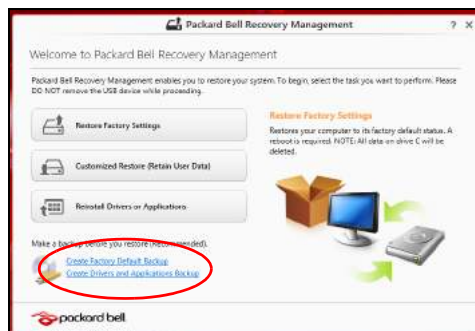 Packard Bell Recovery Management
? X
Welcome to Packard Bell Recovery Management
Packard Bell Recovery Management enables you to restore your system. To begin, select the task you want to perform. Please
DO NOT remove the USB device while proceeding.
Restore Factory Settings
Customized Restore (Retain User Data)
Reinstall Drivers or Applications
Restore Factory Settings
Restores your computer to its factory default status. A
reboot is required. NOTE: All data on drive C will be
deleted.
Make a backup before you restore (Recommended).
Create Factory Default Backup
Create Drivers and Applications Backup
packard bell